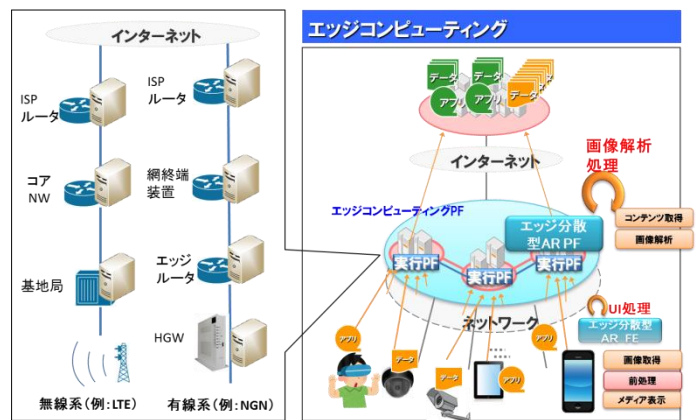 インターネット
ISP
ルータ
ISP
ルータ
コア
NW
網終端
装置
基地局
エッジ
ルータ
HGW
無線系(例:LTE)
有線系(例:NGN)
エッジコンピューティング
データ
データ
データ
アプリ
アプリ
インターネット
画像解析
処理
エッジコンピューティングPF
コンテンツ取得
画像解析
エッジ分散
型AR PF
実行PF
実行PF
実行PF
ネットワーク
UI処理
エッジ分散型
AR FE
アプリ
データ
データ
アプリ
アプリ
画像取得
前処理
メディア表示